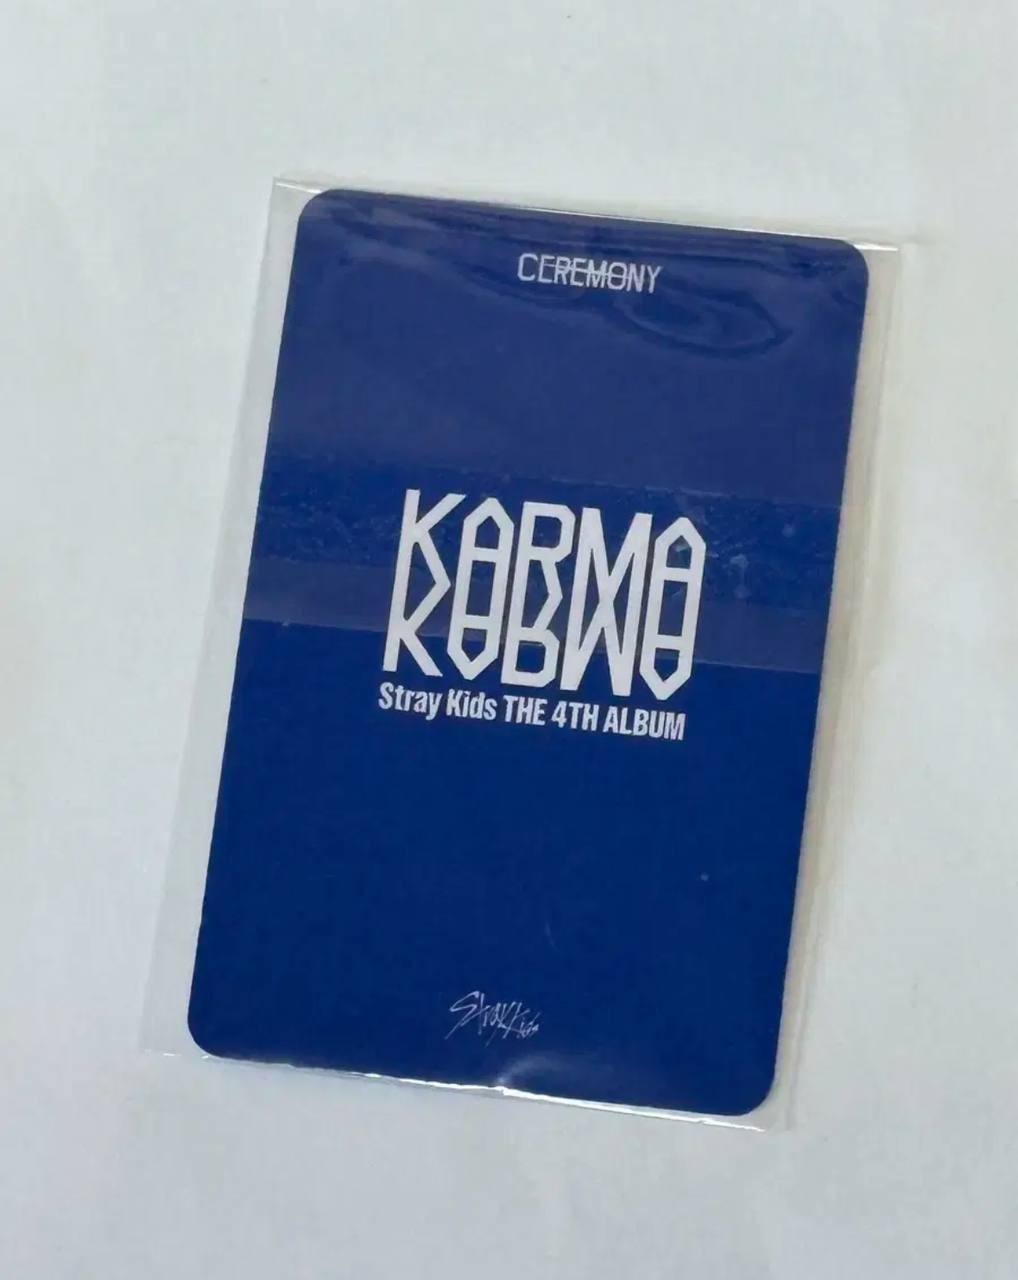 CEREMONY
KARMA
Stray Kids THE 4TH ALBUM
Stray Kids